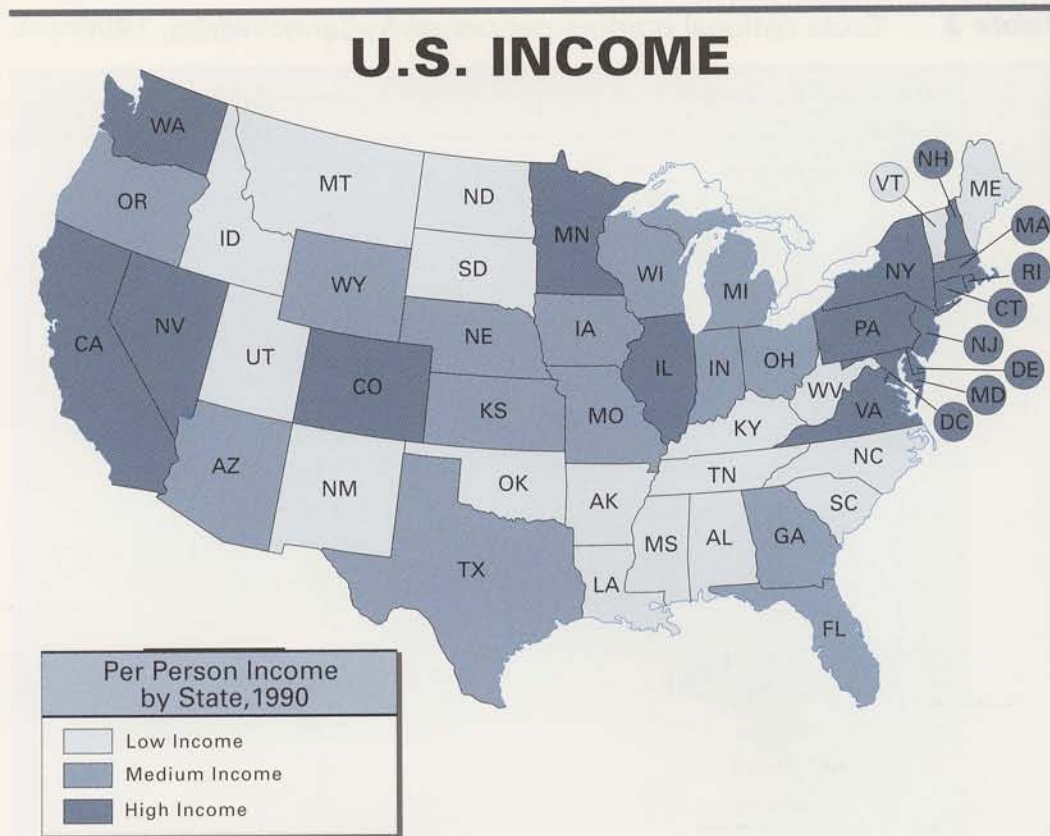 U.S. INCOME
WA
OR
CA
NV
ID
MT
WY
UT
CO
AZ
NM
ND
SD
NE
KS
OK
TX
MN
IA
MO
AK
LA
WI
IL
MI
IN
OH
KY
TN
MS
AL
GA
FL
SC
NC
VA
WV
PA
NY
VT
NH
ME
MA
RI
CT
NJ
DE
MD
DC
Per Person Income
by State,1990
Low Income
Medium Income
High Income